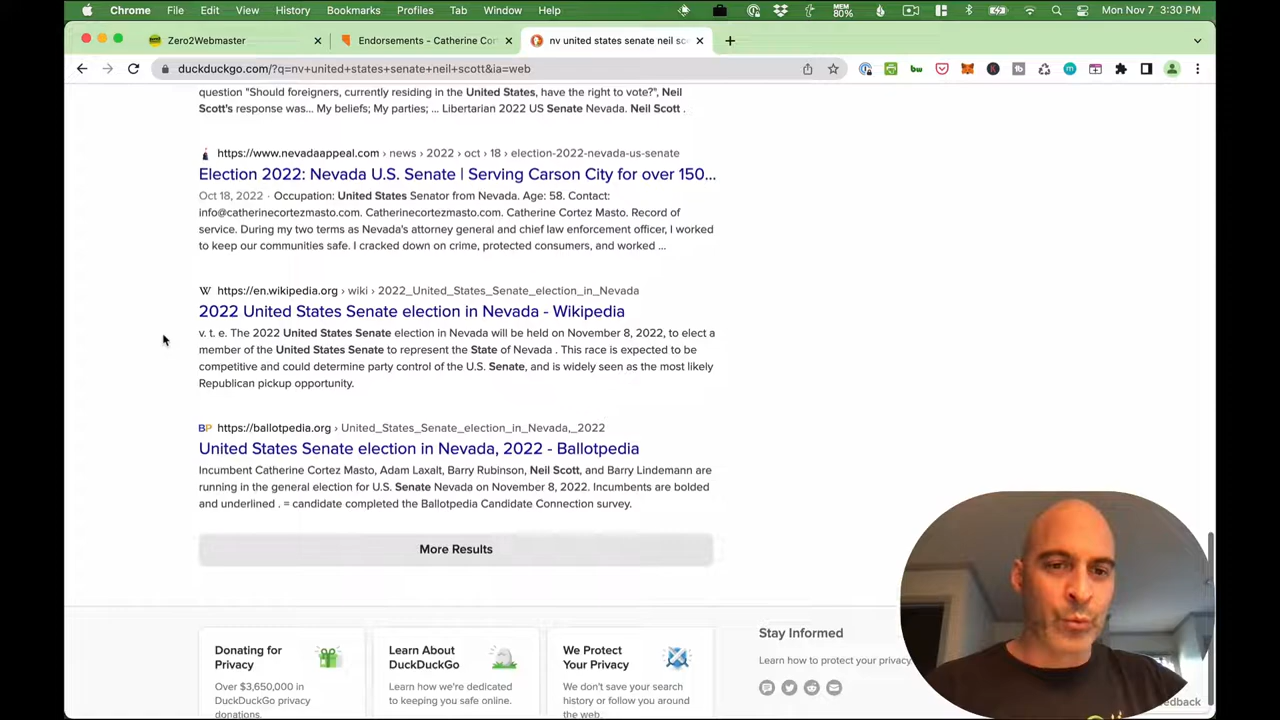 Chrome File Edit View History Bookmarks Profiles Tab Window Help MEM 80% Mon Nov 7 3:30 PM
Zero2Webmaster Endorsements - Catherine Cor nv united states senate neil sc
duckduckgo.com/?q=nv+united+states+senate+neil+scott&ia=web
question "Should foreigners, currently residing in the United States, have the right to vote?", Neil
Scott's response was... My beliefs; My parties; ... Libertarian 2022 US Senate Nevada. Neil Scott .
https://www.nevadaappeal.com › news › 2022 › oct › 18 › election-2022-nevada-us-senate
Election 2022: Nevada U.S. Senate | Serving Carson City for over 150...
Oct 18, 2022 · Occupation: United States Senator from Nevada. Age: 58. Contact:
info@catherinecortezmasto.com. Catherinecortezmasto.com. Catherine Cortez Masto. Record of
service. During my two terms as Nevada's attorney general and chief law enforcement officer, I worked
to keep our communities safe. I cracked down on crime, protected consumers, and worked ...
W https://en.wikipedia.org › wiki › 2022_United_States_Senate_election_in_Nevada
2022 United States Senate election in Nevada - Wikipedia
v. t. e. The 2022 United States Senate election in Nevada will be held on November 8, 2022, to elect a
member of the United States Senate to represent the State of Nevada . This race is expected to be
competitive and could determine party control of the U.S. Senate, and is widely seen as the most likely
Republican pickup opportunity.
BP https://ballotpedia.org › United_States_Senate_election_in_Nevada,_2022
United States Senate election in Nevada, 2022 - Ballotpedia
Incumbent Catherine Cortez Masto, Adam Laxalt, Barry Rubinson, Neil Scott, and Barry Lindemann are
running in the general election for U.S. Senate Nevada on November 8, 2022. Incumbents are bolded
and underlined . = candidate completed the Ballotpedia Candidate Connection survey.
More Results
Donating for
Privacy
Over $3,650,000 in
DuckDuckGo privacy
donations.
Learn About
DuckDuckGo
Learn how we're dedicated
to keeping you safe online.
We Protect
Your Privacy
We don't save your search
history or follow you around
the web.
Stay Informed
Learn how to protect your privacy
edback